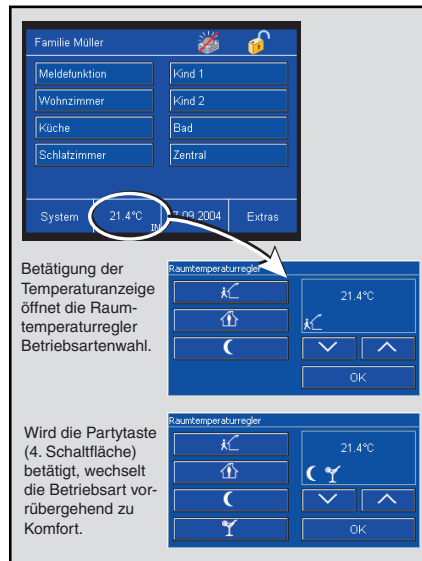 Familie Müller
Meldefunktion
Kind 1
Wohnzimmer
Kind 2
Küche
Bad
Schlafzimmer
Zentral
System
21.4°C
IN
7.09.2004
Extras
Betätigung der
Temperaturanzeige
öffnet die Raum-
temperaturregler
Betriebsartenwahl.
Raumtemperaturregler
21.4°C
OK
Wird die Partytaste
(4. Schaltfläche)
betätigt, wechselt
die Betriebsart vor-
rübergehend zu
Komfort.
Raumtemperaturregler
21.4°C
OK